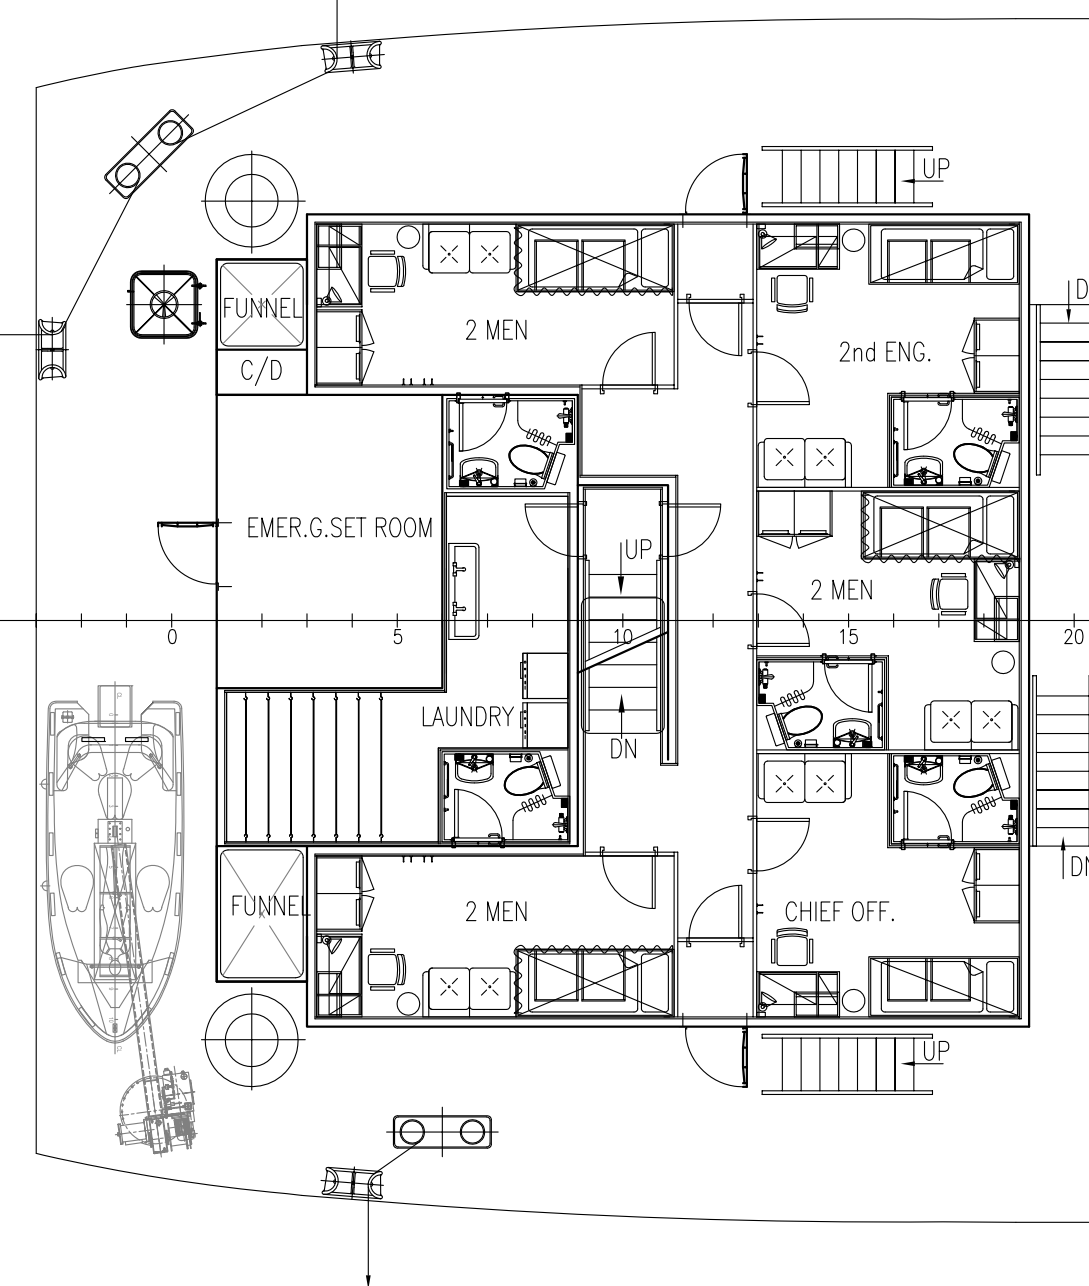 UP
D
FUNNEL
2 MEN
2nd ENG.
C/D
EMER.G.SET ROOM
UP
2 MEN
0
5
10
15
20
LAUNDRY
DN
DN
FUNNEL
2 MEN
CHIEF OFF.
UP